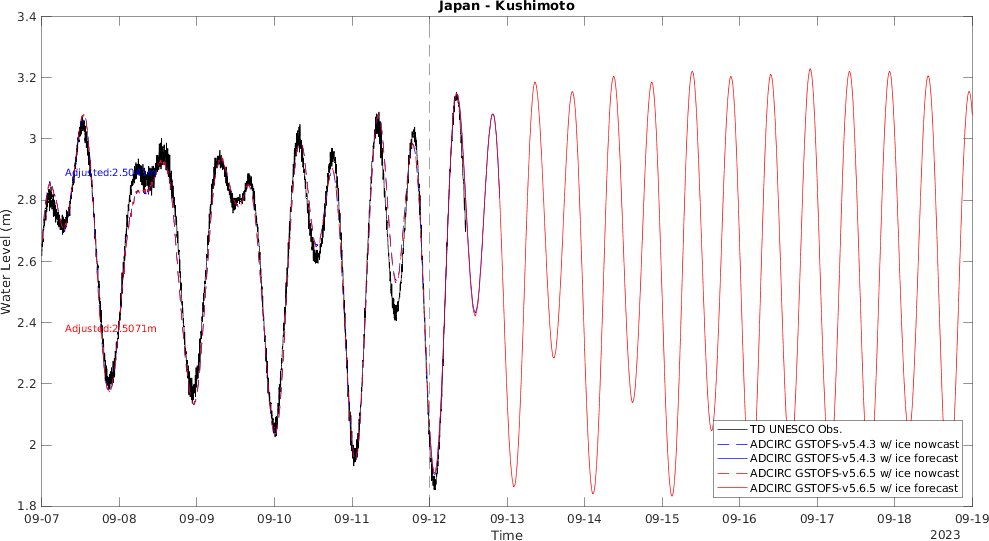 Japan - Kushimoto
3.4
3.2
3
2.8
2.6
2.4
2.2
2
1.8
Water Level (m)
Adjusted:2.50
Adjusted:2.5071m
TD UNESCO Obs.
ADCIRC GSTOFS-v5.4.3 w/ ice nowcast
ADCIRC GSTOFS-v5.4.3 w/ ice forecast
ADCIRC GSTOFS-v5.6.5 w/ ice nowcast
ADCIRC GSTOFS-v5.6.5 w/ ice forecast
09-07 09-08 09-09 09-10 09-11 09-12 09-13 09-14 09-15 09-16 09-17 09-18 09-19
Time
2023